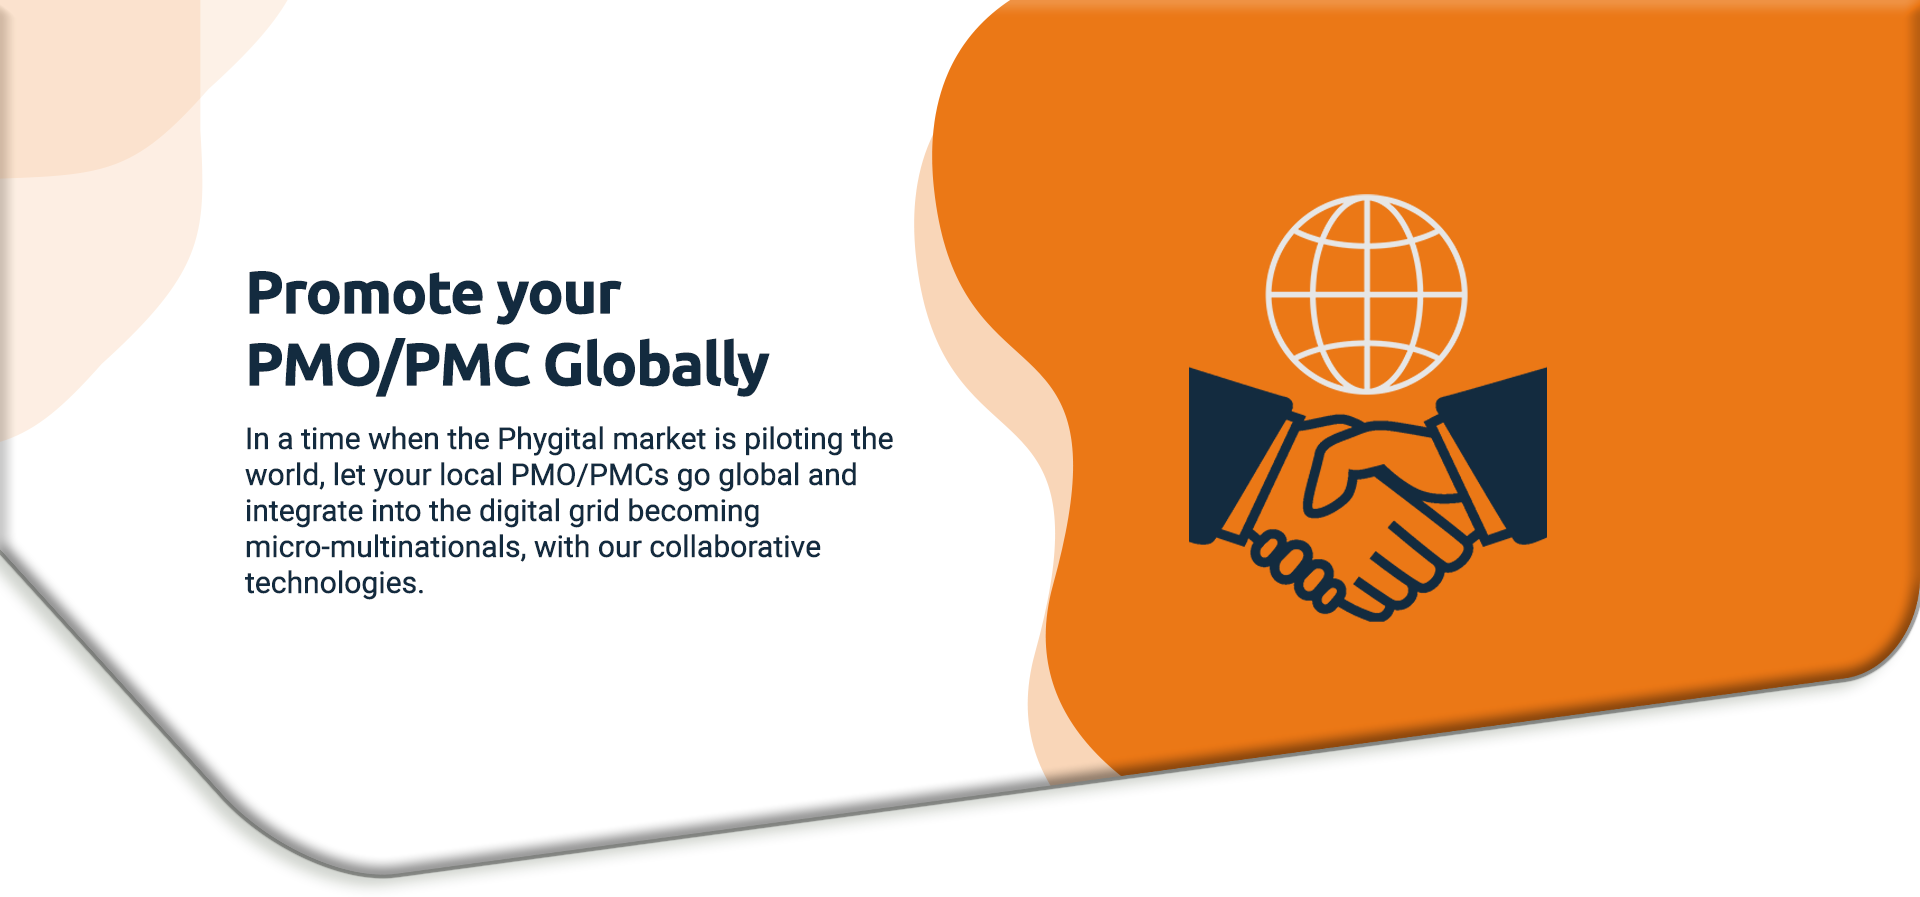 Promote your
PMO/PMC Globally
In a time when the Phygital market is piloting the
world, let your local PMO/PMCs go global and
integrate into the digital grid becoming
micro-multinationals, with our collaborative
technologies.